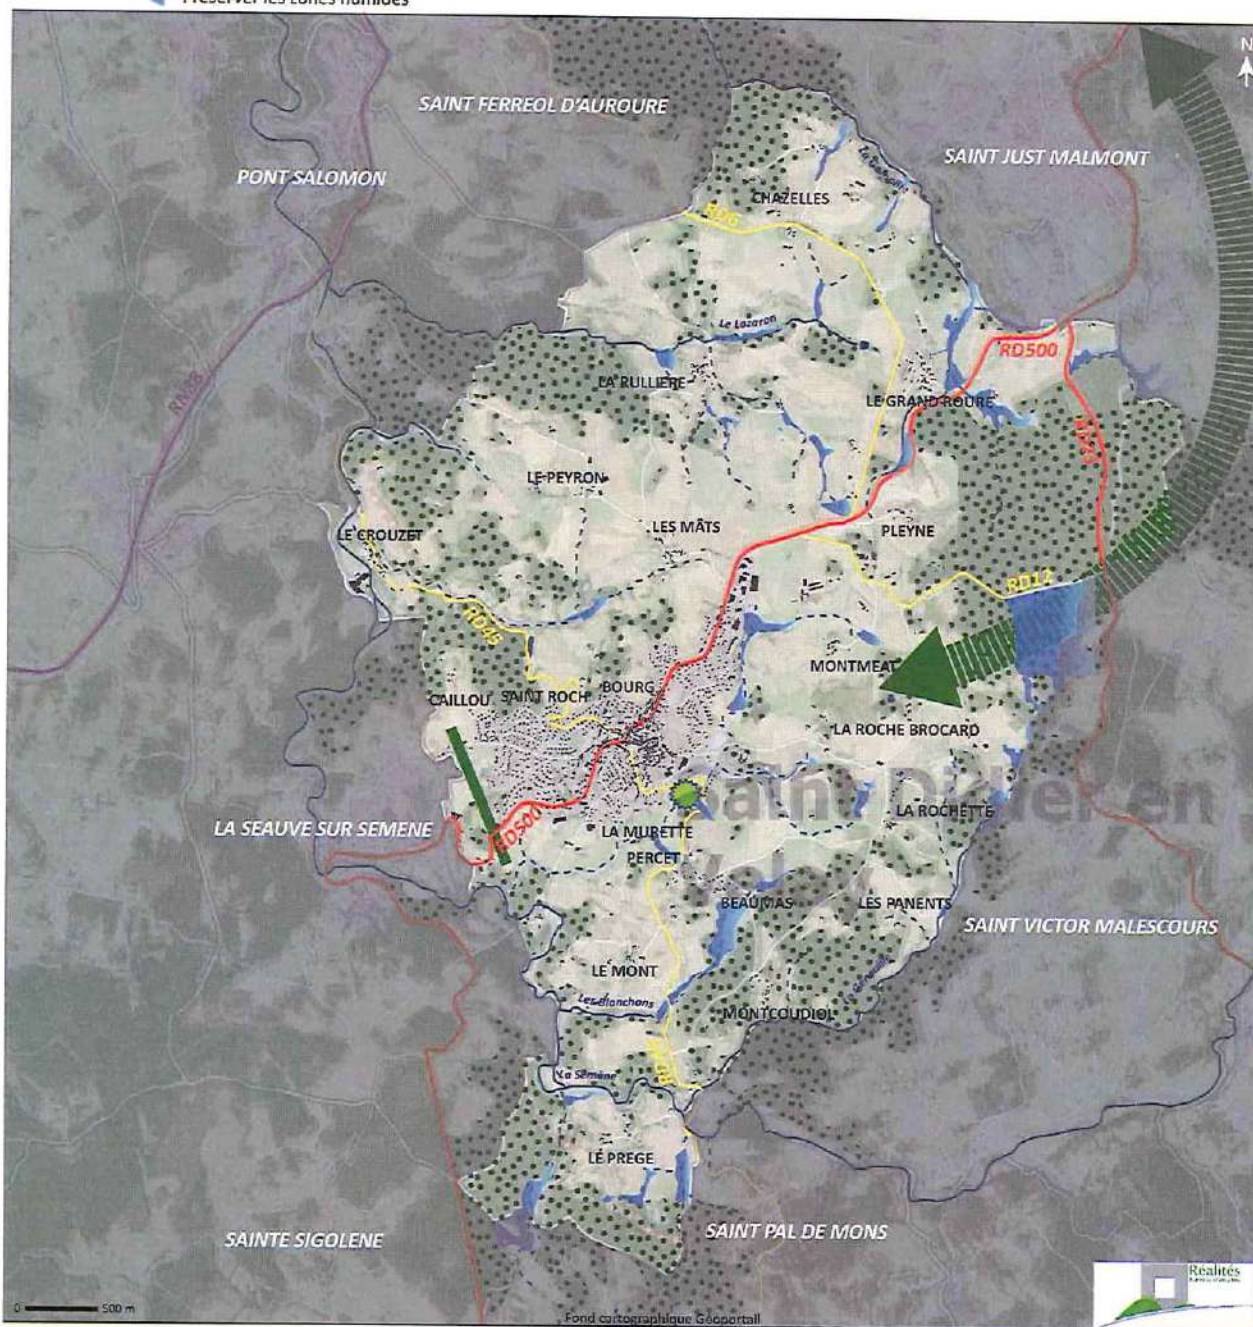 Préserver les zones humides
N
SAINT FERREOL D'AUROURE
SAINT JUST MALMONT
PONT SALOMON
CHAZELLES
RD6
Le Lazaron
RD500
RN88
LA RULLIERE
LE GRAND ROURE
LE PEYRON
LES MÂTS
PLEYNE
LE CROUZET
RD12
RD45
MONTMEAT
CAILLOU
SAINT ROCH
BOURG
LA ROCHE BROCARD
Saint Didier en
Velay
LA ROCHETTE
LA SEAUVE SUR SEMENE
RD500
LA MURETTE
PERCET
BEAUMAS
LES PANENTS
SAINT VICTOR MALESCOURS
LE MONT
Les Blanchons
MONTCOUDIOL
La Semène
LE PREGE
SAINTE SIGOLENE
SAINT PAL DE MONS
Réalités
0 500 m
Fond cartographique Géoportail